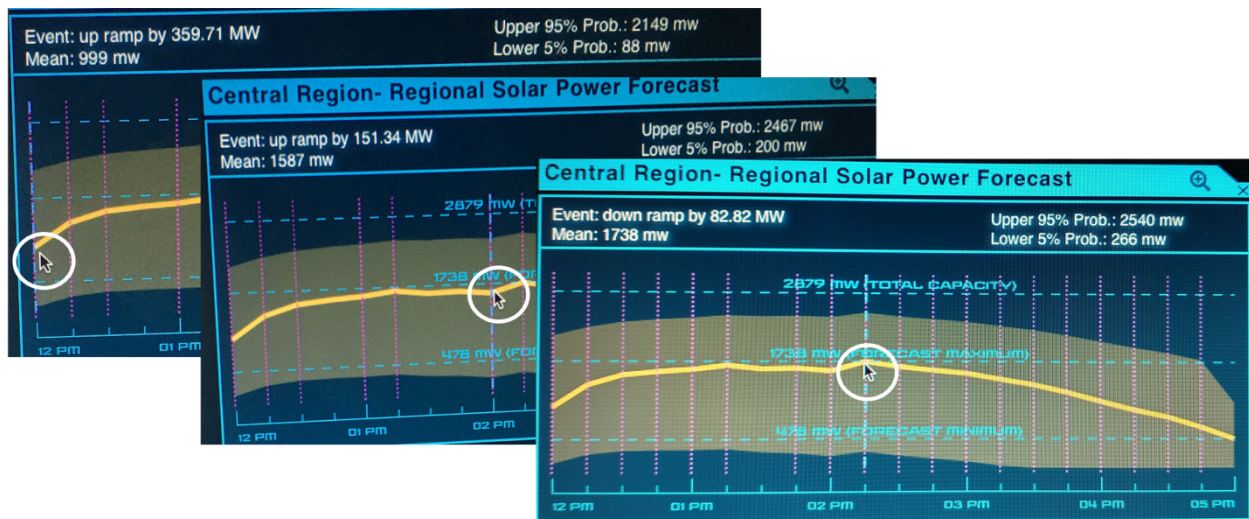 Event: up ramp by 359.71 MW
Mean: 999 mw
Upper 95% Prob.: 2149 mw
Lower 5% Prob.: 88 mw
12 PM
01 PM
Central Region- Regional Solar Power Forecast
Event: up ramp by 151.34 MW
Mean: 1587 mw
Upper 95% Prob.: 2467 mw
Lower 5% Prob.: 200 mw
2879 MW
1738 MW
478 MW
12 PM 01 PM 02 PM
Central Region- Regional Solar Power Forecast
Event: down ramp by 82.82 MW
Mean: 1738 mw
Upper 95% Prob.: 2540 mw
Lower 5% Prob.: 266 mw
2879 MW (TOTAL CAPACITY)
1738 MW (FORECAST MAXIMUM)
478 MW (FORECAST MINIMUM)
12 PM 01 PM 02 PM 03 PM 04 PM 05 PM